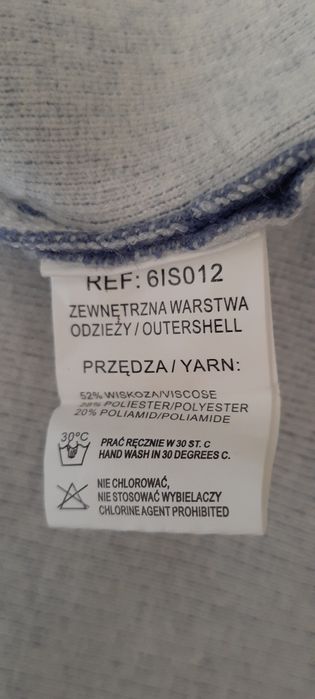 REF: 6IS012
ZEWNĘTRZNA WARSTWA
ODZIEŻY / OUTERSHELL
PRZĘDZA / YARN:
52% WISKOZA/VISCOSE
28% POLIESTER/POLYESTER
20% POLIAMID/POLIAMIDE
30°C
PRAĆ RĘCZNIE W 30 ST. C
HAND WASH IN 30 DEGREES C.
NIE CHLOROWAĆ,
NIE STOSOWAĆ WYBIELACZY
CHLORINE AGENT PROHIBITED